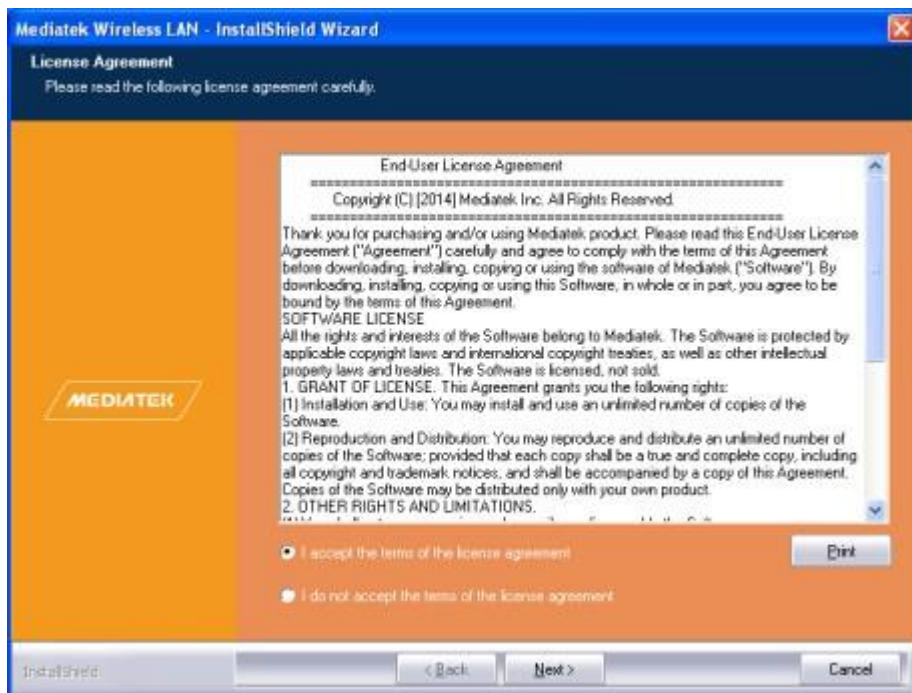 Mediatek Wireless LAN - InstallShield Wizard
License Agreement
Please read the following license agreement carefully.
End-User License Agreement
==========================================================
Copyright (C) [2014] Mediatek Inc. All Rights Reserved.
==========================================================
Thank you for purchasing and/or using Mediatek product. Please read this End-User License
Agreement ("Agreement") carefully and agree to comply with the terms of this Agreement
before downloading, installing, copying or using the software of Mediatek ("Software"). By
downloading, installing, copying or using this Software, in whole or in part, you agree to be
bound by the terms of this Agreement.
SOFTWARE LICENSE
All the rights and interests of the Software belong to Mediatek. The Software is protected by
applicable copyright laws and international copyright treaties, as well as other intellectual
property laws and treaties. The Software is licensed, not sold.
1. GRANT OF LICENSE. This Agreement grants you the following rights:
(1) Installation and Use: You may install and use an unlimited number of copies of the
Software.
(2) Reproduction and Distribution: You may reproduce and distribute an unlimited number of
copies of the Software; provided that each copy shall be a true and complete copy, including
all copyright and trademark notices, and shall be accompanied by a copy of this Agreement.
Copies of the Software may be distributed only with your own product.
2. OTHER RIGHTS AND LIMITATIONS.
MEDIATEK
I accept the terms of the license agreement
Print
I do not accept the terms of the license agreement
InstallShield
< Back
Next >
Cancel